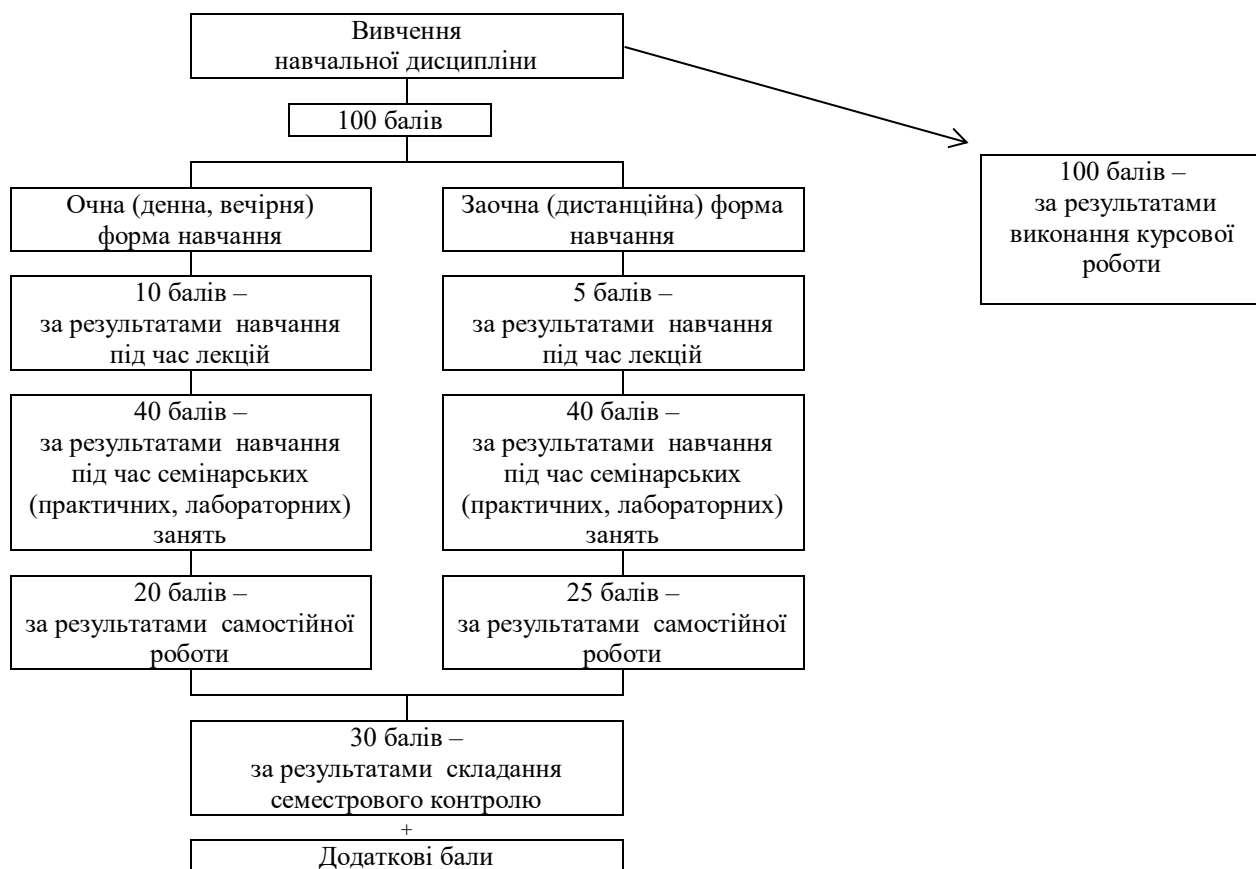 Вивчення
навчальної дисципліни
100 балів
100 балів –
за результатами
виконання курсової
роботи
Очна (денна, вечірня)
форма навчання
Заочна (дистанційна) форма
навчання
10 балів –
за результатами навчання
під час лекцій
5 балів –
за результатами навчання
під час лекцій
40 балів –
за результатами навчання
під час семінарських
(практичних, лабораторних)
занять
40 балів –
за результатами навчання
під час семінарських
(практичних, лабораторних)
занять
20 балів –
за результатами самостійної
роботи
25 балів –
за результатами самостійної
роботи
30 балів –
за результатами складання
семестрового контролю
+
Додаткові бали